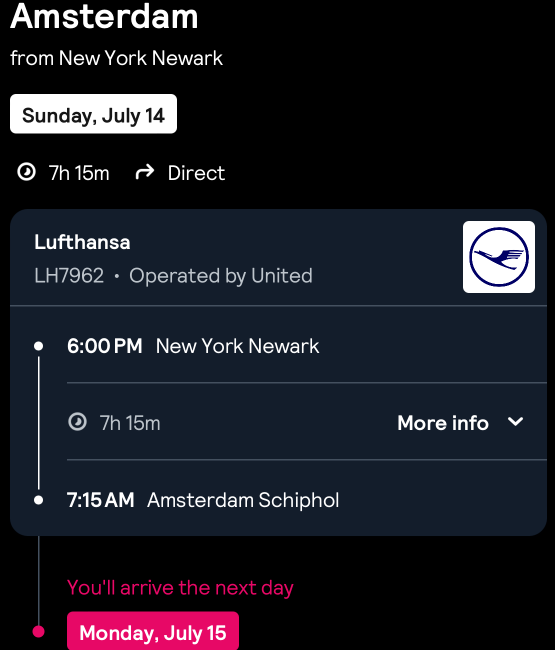 Amsterdam
from New York Newark
Sunday, July 14
7h 15m Direct
Lufthansa
LH7962 • Operated by United
6:00 PM New York Newark
7h 15m More info
7:15 AM Amsterdam Schiphol
You'll arrive the next day
Monday, July 15